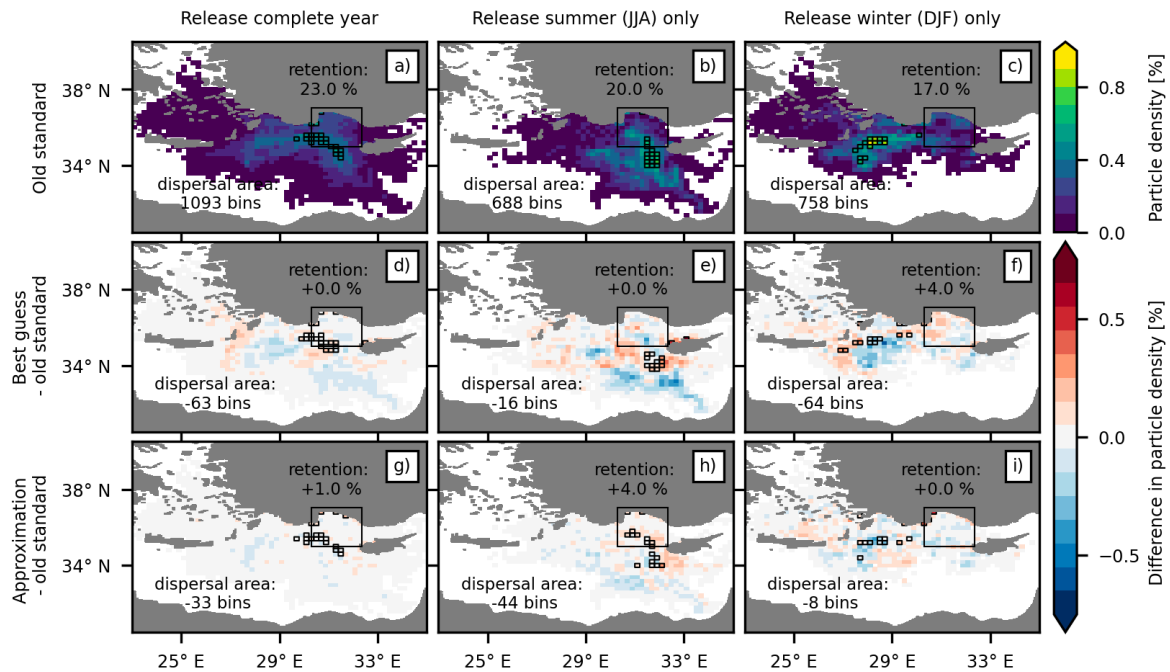 Release complete year
Release summer (JJA) only
Release winter (DJF) only
Old standard
38° N
34° N
a)
retention:
23.0 %
dispersal area:
1093 bins
b)
retention:
20.0 %
dispersal area:
688 bins
c)
retention:
17.0 %
dispersal area:
758 bins
0.8
0.4
0.0
Particle density [%]
Best guess
- old standard
38° N
34° N
d)
retention:
+0.0 %
dispersal area:
-63 bins
e)
retention:
+0.0 %
dispersal area:
-16 bins
f)
retention:
+4.0 %
dispersal area:
-64 bins
Approximation
- old standard
38° N
34° N
g)
retention:
+1.0 %
dispersal area:
-33 bins
h)
retention:
+4.0 %
dispersal area:
-44 bins
i)
retention:
+0.0 %
dispersal area:
-8 bins
0.5
0.0
−0.5
Difference in particle density [%]
25° E
29° E
33° E
25° E
29° E
33° E
25° E
29° E
33° E